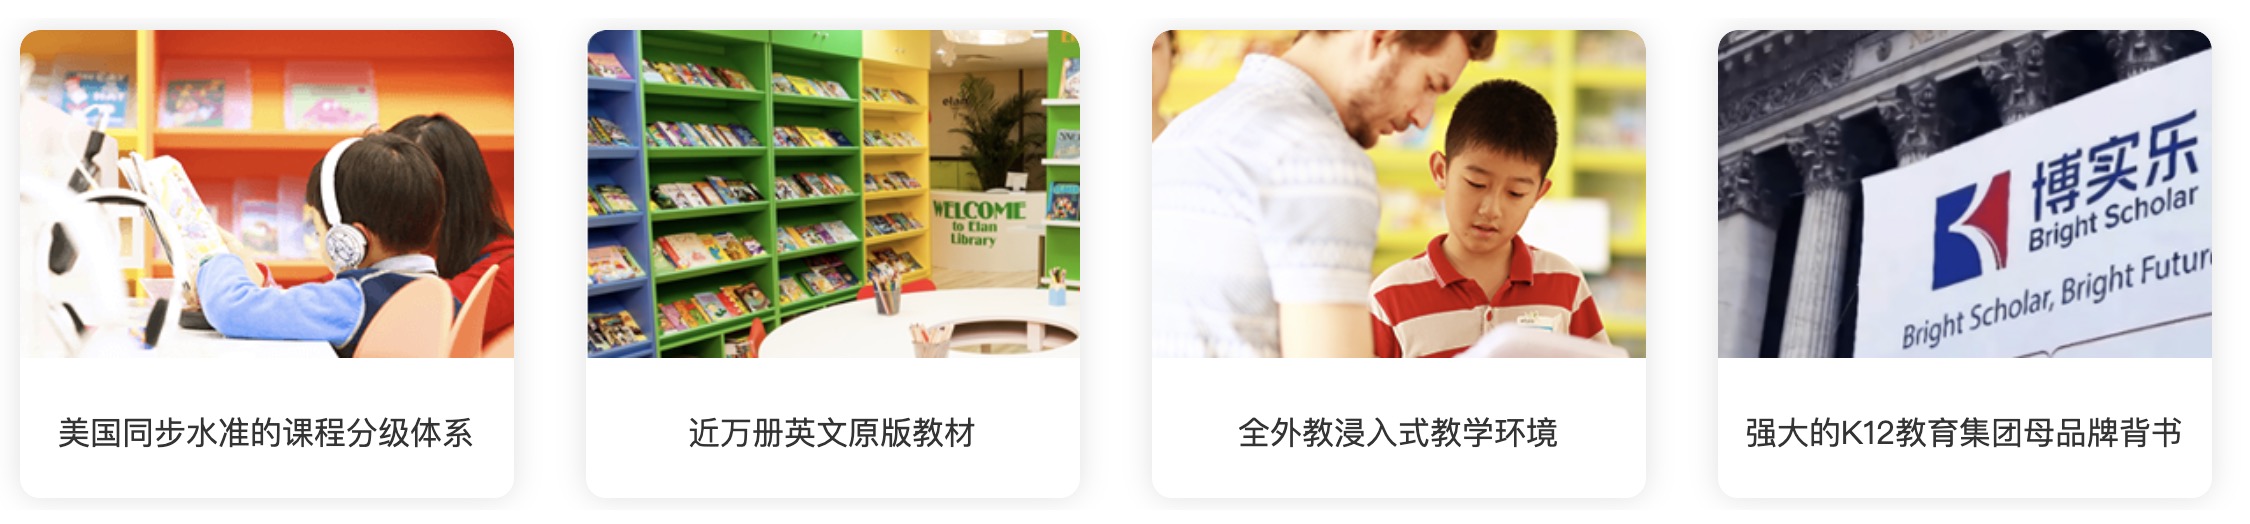 elan
WELCOME
to Elan
Library
博实乐
Bright Scholar
Bright Scholar, Bright Futur
美国同步水准的课程分级体系
近万册英文原版教材
全外教浸入式教学环境
强大的K12教育集团母品牌背书